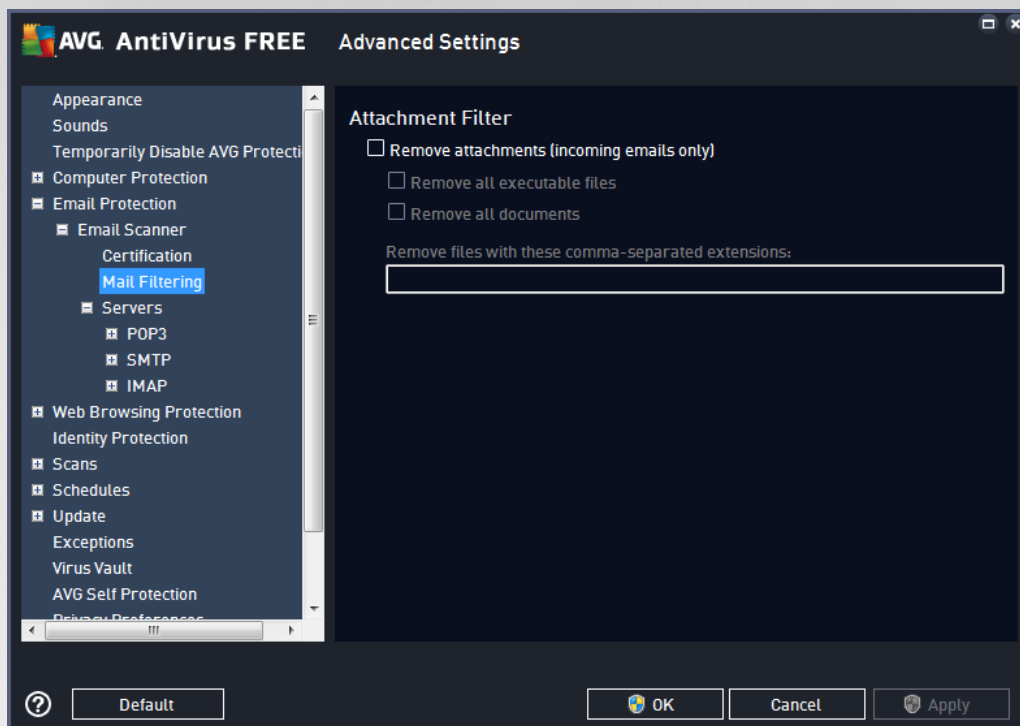 AVG. AntiVirus FREE Advanced Settings
Appearance
Sounds
Temporarily Disable AVG Protecti
Computer Protection
Email Protection
Email Scanner
Certification
Mail Filtering
Servers
POP3
SMTP
IMAP
Web Browsing Protection
Identity Protection
Scans
Schedules
Update
Exceptions
Virus Vault
AVG Self Protection
Privacy Preferences
Attachment Filter
Remove attachments (incoming emails only)
Remove all executable files
Remove all documents
Remove files with these comma-separated extensions:
Default
OK
Cancel
Apply